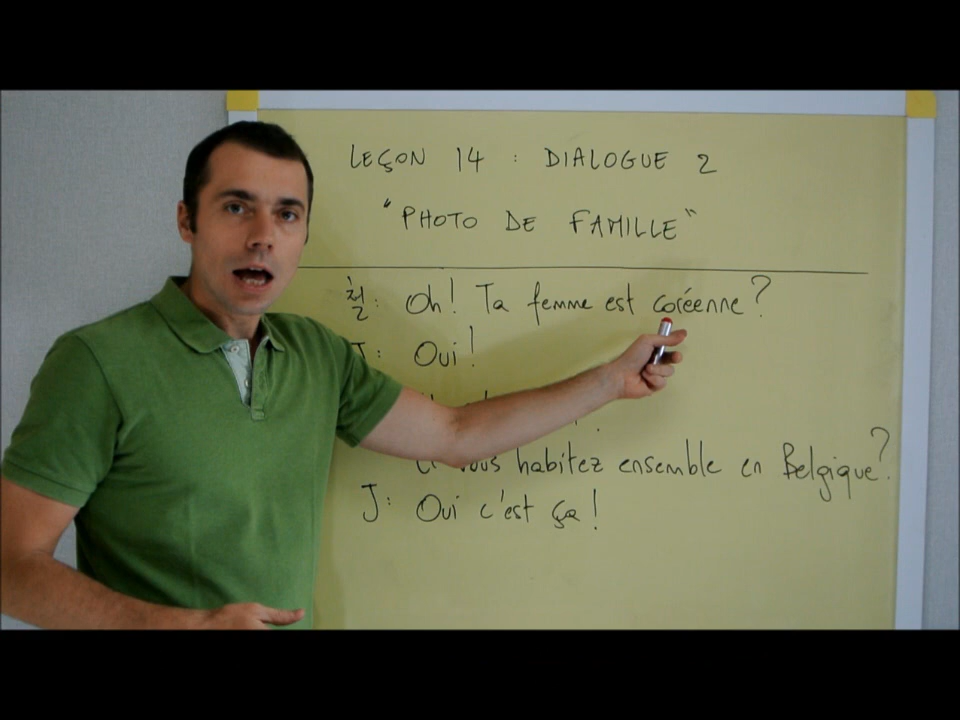 LEÇON 14 : DIALOGUE 2
"PHOTO DE FAMILLE"
지: Oh! Ta femme est coréenne?
J: Oui!
vous habitez ensemble en Belgique?
J: Oui c'est ça!